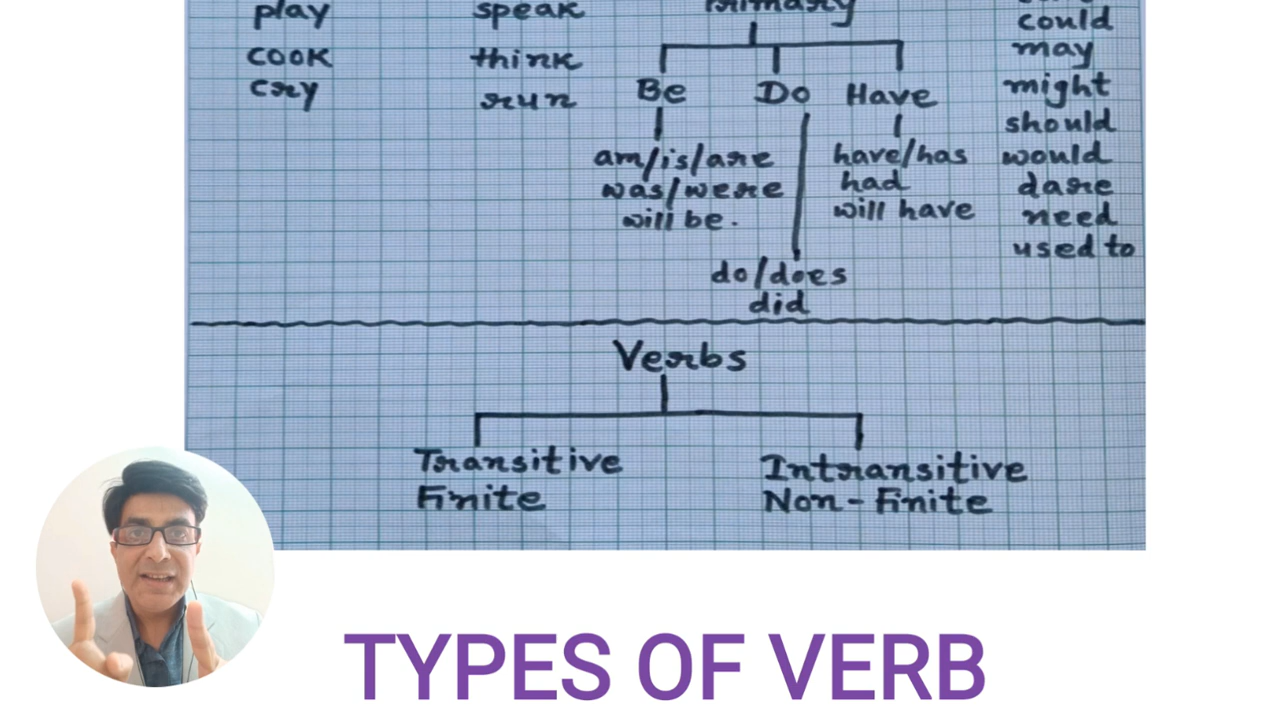 play speak Primary could
cook think may
cry run Be Do Have might
should
am/is/are have/has would
was/were had dare
will be. will have need
used to
do/does
did
Verbs
Transitive Intransitive
Finite Non-Finite
TYPES OF VERB